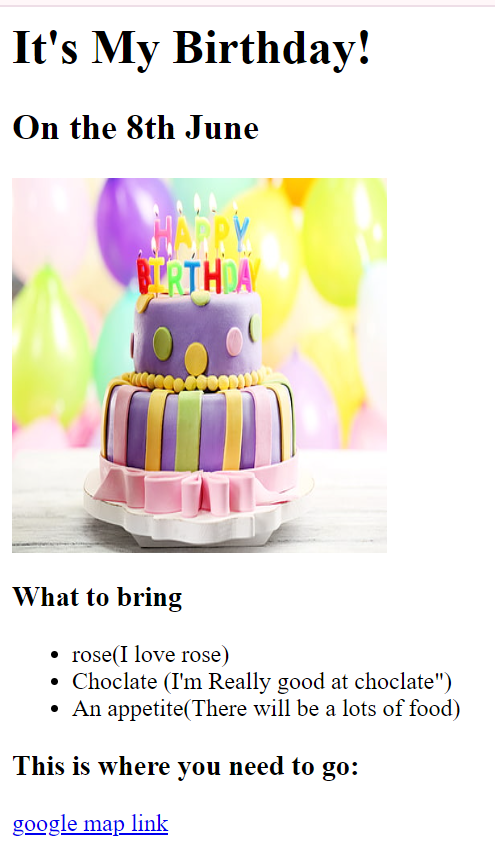 It's My Birthday!
On the 8th June
HAPPY
BIRTHDAY
What to bring
rose(I love rose)
Choclate (I'm Really good at choclate")
An appetite(There will be a lots of food)
This is where you need to go:
google map link